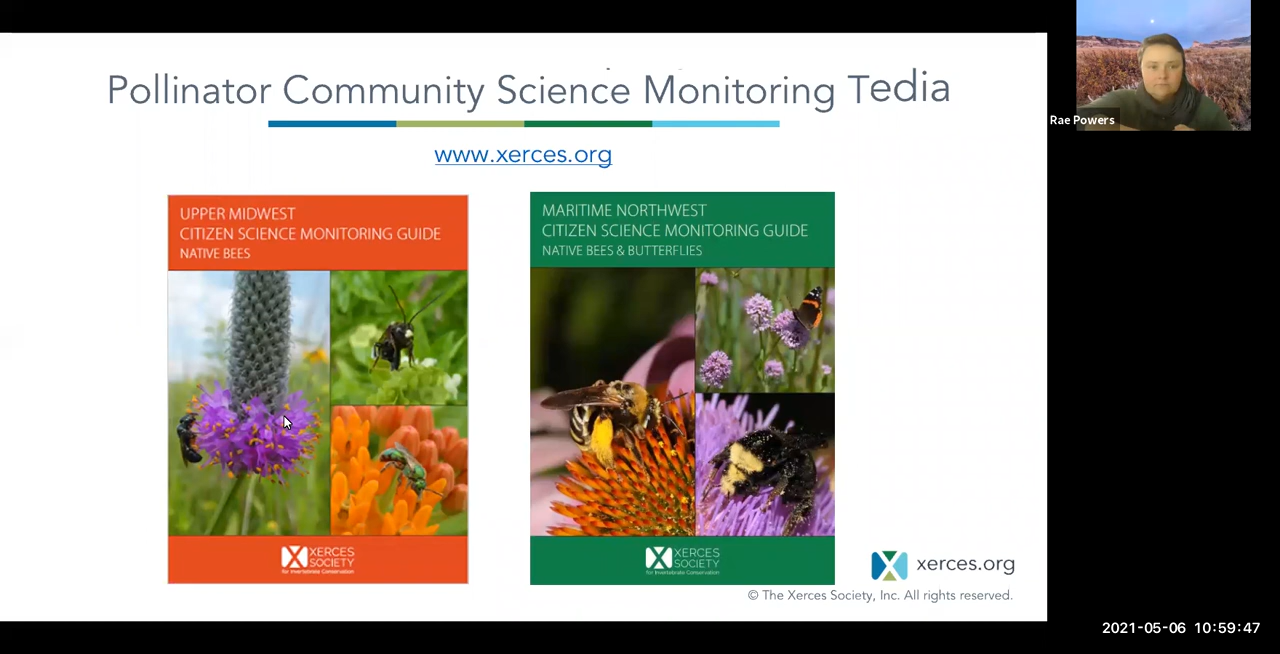 Pollinator Community Science Monitoring Tedia
www.xerces.org
UPPER MIDWEST
CITIZEN SCIENCE MONITORING GUIDE
NATIVE BEES
XERCES
SOCIETY
for Invertebrate Conservation
MARITIME NORTHWEST
CITIZEN SCIENCE MONITORING GUIDE
NATIVE BEES & BUTTERFLIES
XERCES
SOCIETY
for Invertebrate Conservation
xerces.org
© The Xerces Society, Inc. All rights reserved.
Rae Powers
2021-05-06 10:59:47